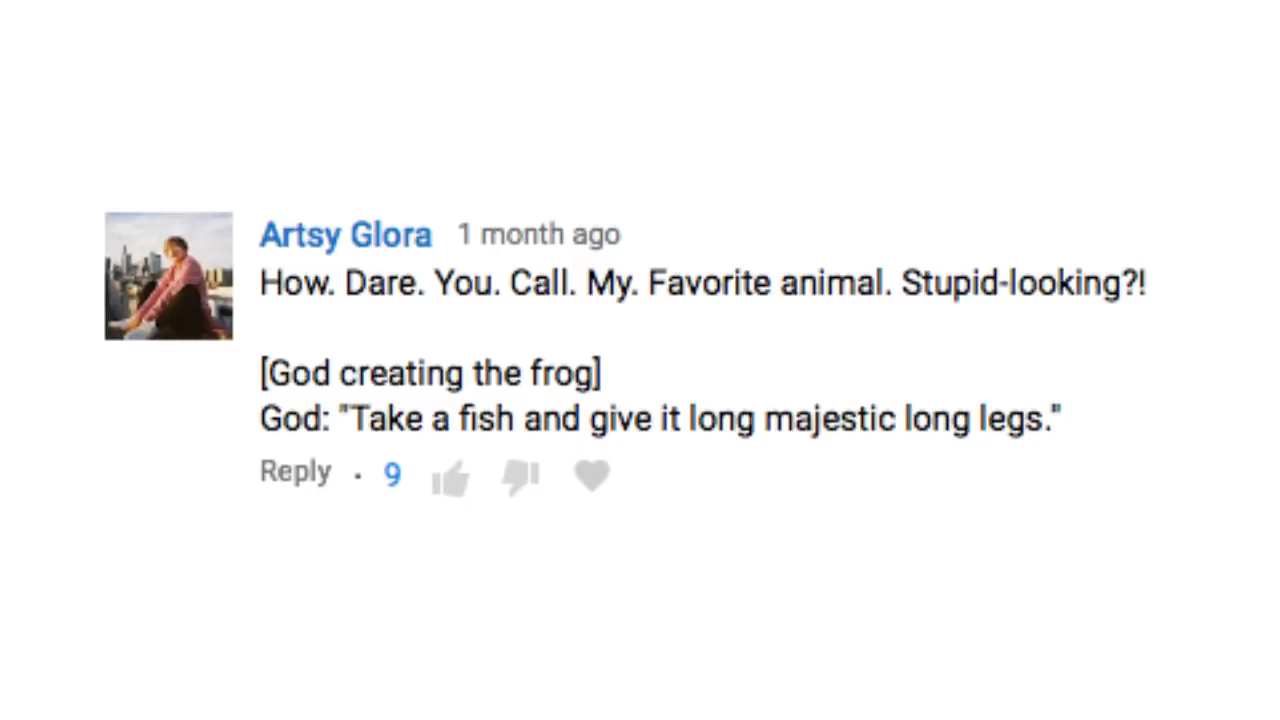 Artsy Glora 1 month ago
How. Dare. You. Call. My. Favorite animal. Stupid-looking?!
[God creating the frog]
God: "Take a fish and give it long majestic long legs."
Reply · 9